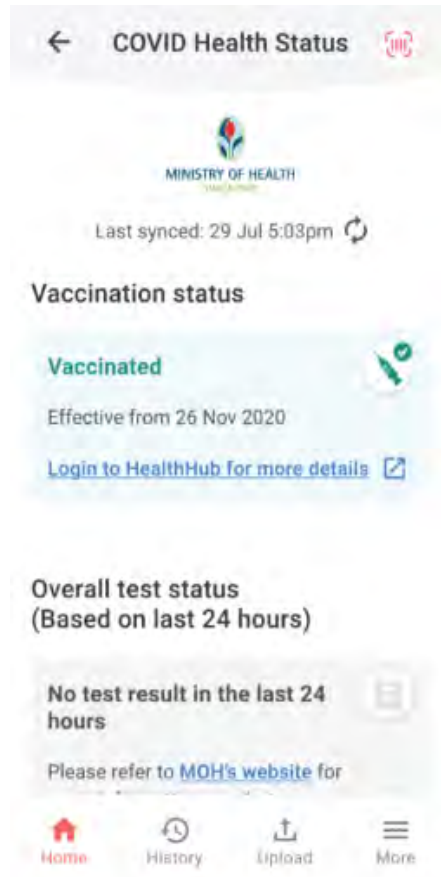 COVID Health Status
MINISTRY OF HEALTH
Last synced: 29 Jul 5:03pm
Vaccination status
Vaccinated
Effective from 26 Nov 2020
Login to HealthHub for more details
Overall test status
(Based on last 24 hours)
No test result in the last 24
hours
Please refer to MOH's website for
Home History Upload More